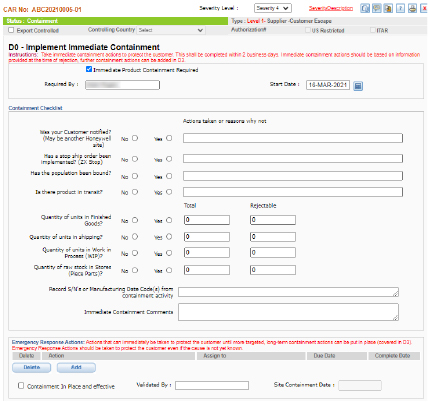 CAR No: ABC20210805-01 Severity Level : Severity 4 SeverityDescription
Status : Containment Type : Level 1- Supplier -Customer Escape
Export Controlled Controlling Country Select Authorization# US Restricted ITAR
D0 - Implement Immediate Containment
Instructions: Take immediate containment actions to protect the customer. This shall be completed within 2 business days. Immediate containment actions should be based on information
provided at the time of rejection, further containment actions can be added in D3.
Immediate Product Containment Required
Required By : Start Date : 16-MAR-2021
Containment Checklist
Actions taken or reasons why not
Was your Customer notified?
(May be another Honeywell
site) No Yes
Has a stop ship order been
implemented? (ZX Stop) No Yes
Has the population been bound? No Yes
Is there product in transit? No Yes
Total Rejectable
Quantity of units in Finished
Goods? No Yes 0 0
Quantity of units in shipping? No Yes 0 0
Quantity of units in Work in
Process (WIP)? No Yes 0 0
Quantity of raw stock in Stores
(Piece Parts)? No Yes 0 0
Record S/N's or Manufacturing Date Code(s) from
containment activity
Immediate Containment Comments
Emergency Response Actions: Actions that can immediately be taken to protect the customer until more targeted, long-term containment actions can be put in place (covered in D3).
Emergency Response Actions should be taken to protect the customer even if the cause is not yet known.
Delete Action Assign to Due Date Complete Date
Delete Add
Containment In Place and effective Validated By : Site Containment Date :